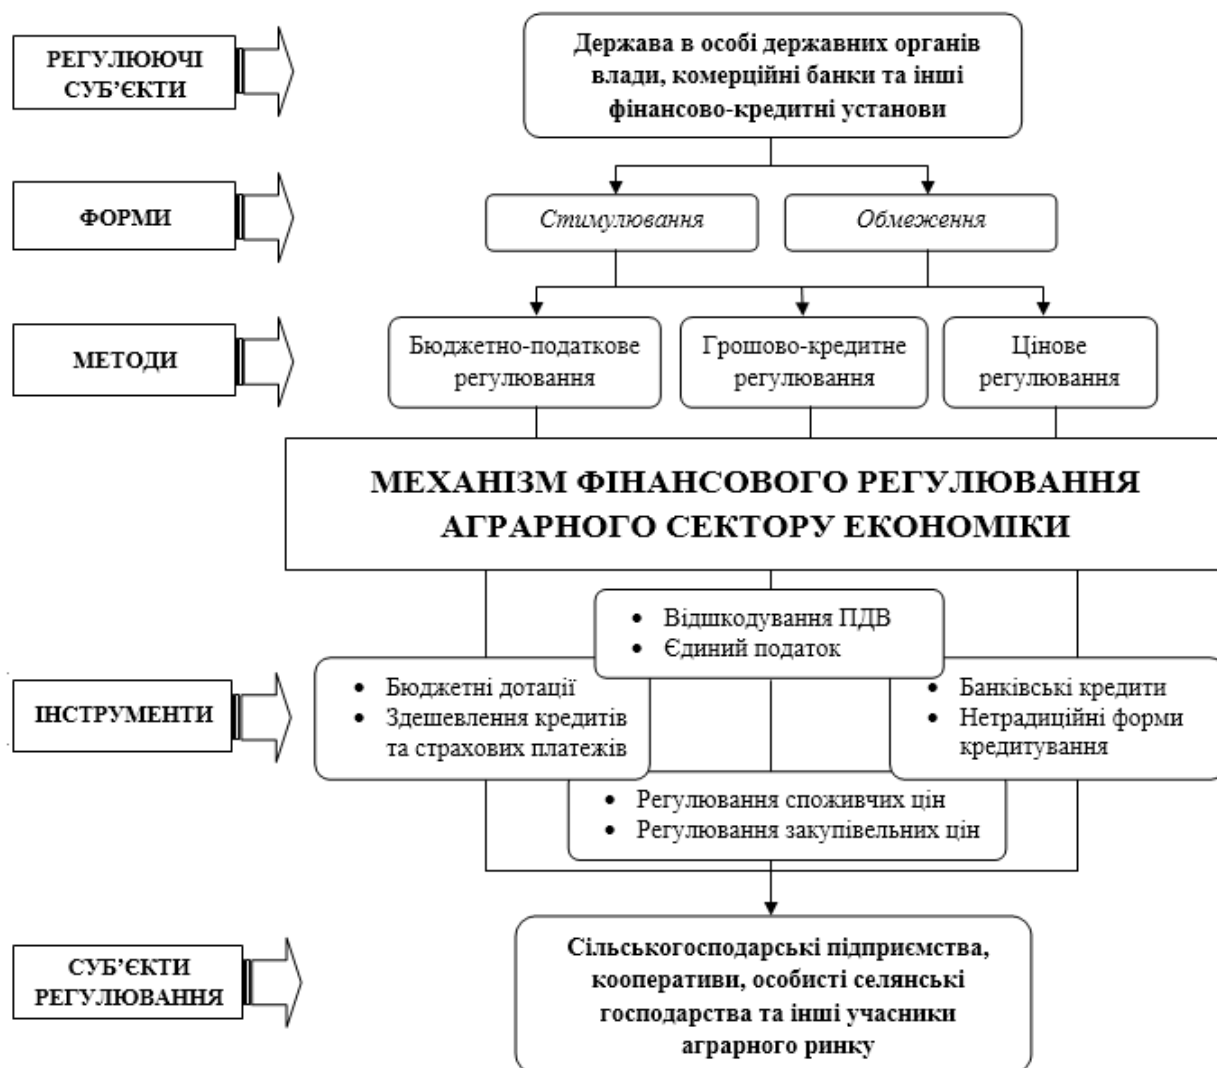 РЕГУЛЮЮЧІ
СУБ’ЄКТИ
Держава в особі державних органів
влади, комерційні банки та інші
фінансово-кредитні установи
ФОРМИ
Стимулювання
Обмеження
МЕТОДИ
Бюджетно-податкове
регулювання
Грошово-кредитне
регулювання
Цінове
регулювання
МЕХАНІЗМ ФІНАНСОВОГО РЕГУЛЮВАННЯ
АГРАРНОГО СЕКТОРУ ЕКОНОМІКИ
ІНСТРУМЕНТИ
• Відшкодування ПДВ
• Єдиний податок
• Бюджетні дотації
• Здешевлення кредитів
та страхових платежів
• Банківські кредити
• Нетрадиційні форми
кредитування
• Регулювання споживчих цін
• Регулювання закупівельних цін
СУБ’ЄКТИ
РЕГУЛЮВАННЯ
Сільськогосподарські підприємства,
кооперативи, особисті селянські
господарства та інші учасники
аграрного ринку